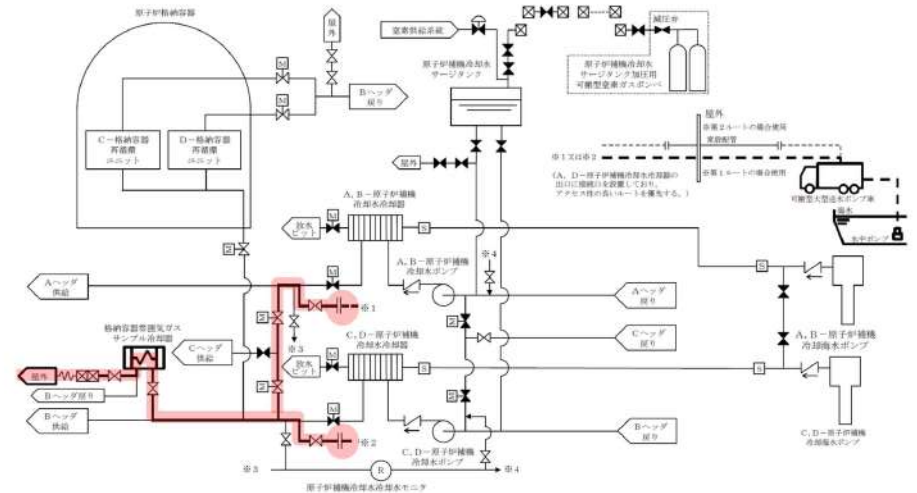 原子炉格納容器
屋外
M
M
Bヘッダ
戻り
C－格納容器
再循環
ユニット
D－格納容器
再循環
ユニット
窒素供給系統
原子炉補機冷却水
サージタンク
減圧弁
原子炉補機冷却水
サージタンク加圧用
可搬型窒素ガスボンベ
屋外
※第2ルートの場合使用
※1又は※2
※第1ルートの場合使用
(A，D－原子炉補機冷却水冷却器の
出口に接続口を設置しており、
アクセス性の良いルートを優先する。)
可搬型大型送水ポンプ車
海水
水中ポンプ
屋外
A，B－原子炉補機
冷却水冷却器
放水
ピット
M
S
M
Aヘッダ
供給
M
A，B－原子炉補機
冷却水ポンプ
※4
※1
M
※3
Aヘッダ
戻り
Cヘッダ
戻り
S
S
A，B－原子炉補機
冷却海水ポンプ
格納容器雰囲気ガス
サンプル冷却器
Cヘッダ
供給
C，D－原子炉補機
冷却水冷却器
M
放水
ピット
M
S
M
M
屋外
Bヘッダ戻り
Bヘッダ
供給
M
※2
C，D－原子炉補機
冷却水ポンプ
Bヘッダ
戻り
C，D－原子炉補機
冷却海水ポンプ
※3
R
※4
原子炉補機冷却水冷却水モニタ